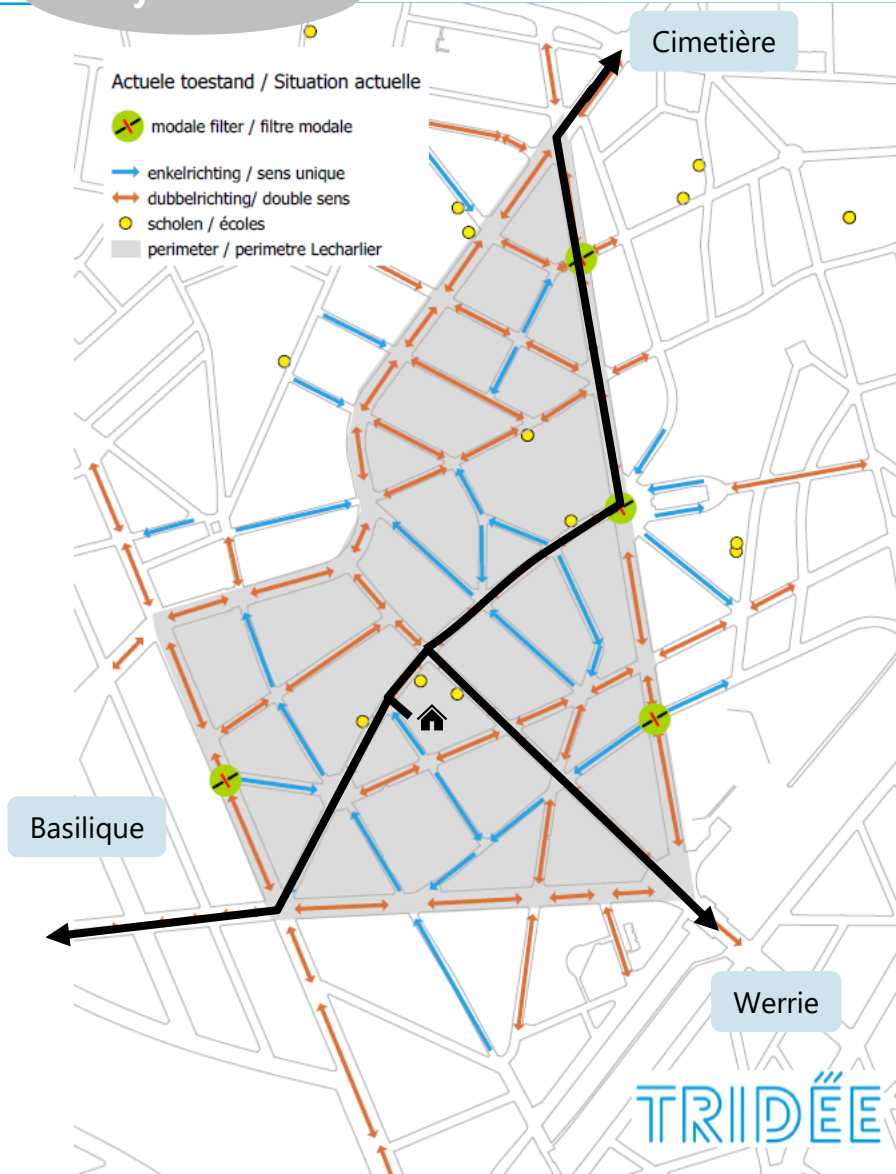 Cimetière
Actuele toestand / Situation actuelle
modale filter / filtre modale
enkelrichting / sens unique
dubbelrichting/ double sens
scholen / écoles
perimeter / perimetre Lecharlier
Basilique
Werrie
TRIDËE